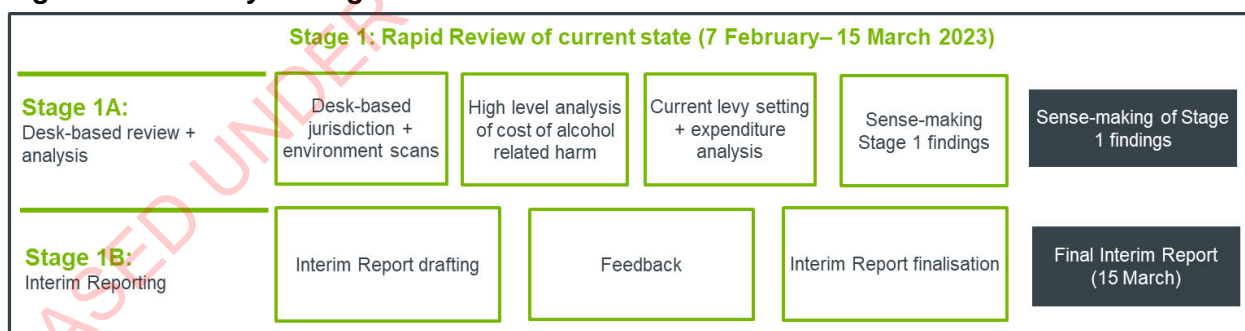 Stage 1: Rapid Review of current state (7 February– 15 March 2023)
Stage 1A:
Desk-based review +
analysis
Desk-based
jurisdiction +
environment scans
High level analysis
of cost of alcohol
related harm
Current levy setting
+ expenditure
analysis
Sense-making
Stage 1 findings
Sense-making of Stage
1 findings
Stage 1B:
Interim Reporting
Interim Report drafting
Feedback
Interim Report finalisation
Final Interim Report
(15 March)
ASED UNDER